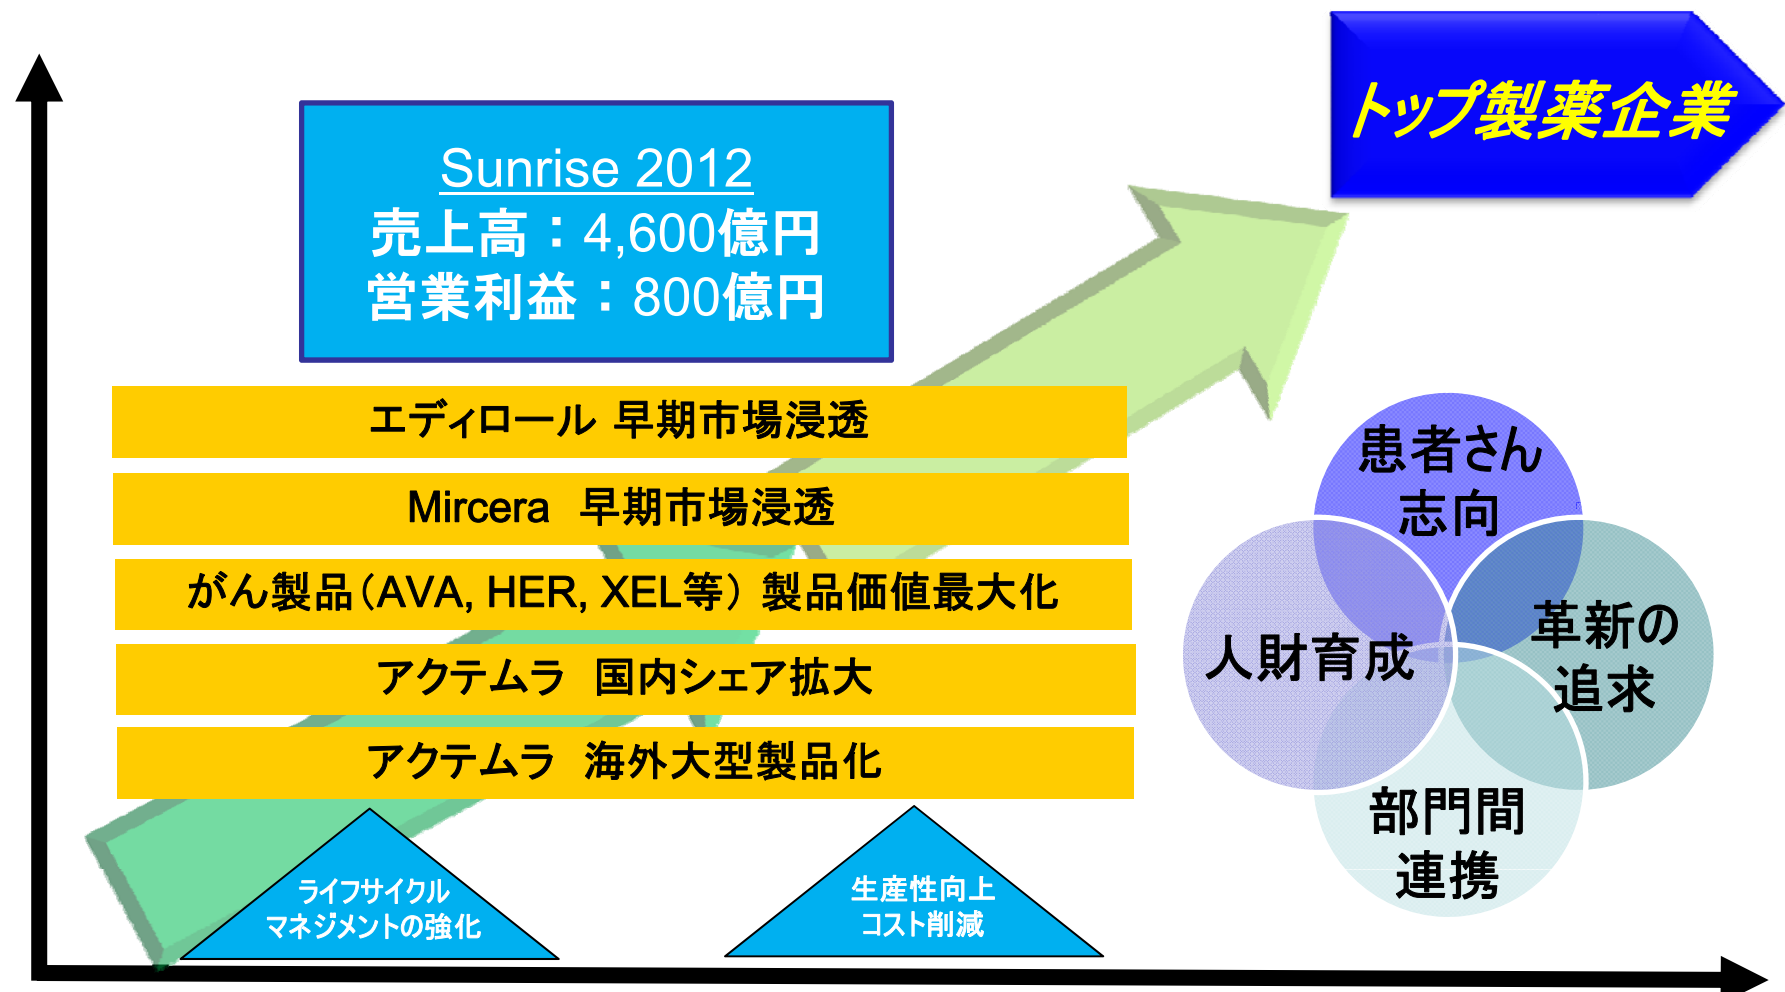 トップ製薬企業
Sunrise 2012
売上高：4,600億円
営業利益：800億円
エディロール 早期市場浸透
Mircera　早期市場浸透
がん製品（AVA, HER, XEL等）製品価値最大化
アクテムラ　国内シェア拡大
アクテムラ　海外大型製品化
ライフサイクル
マネジメントの強化
生産性向上
コスト削減
患者さん
志向
人財育成
革新の
追求
部門間
連携